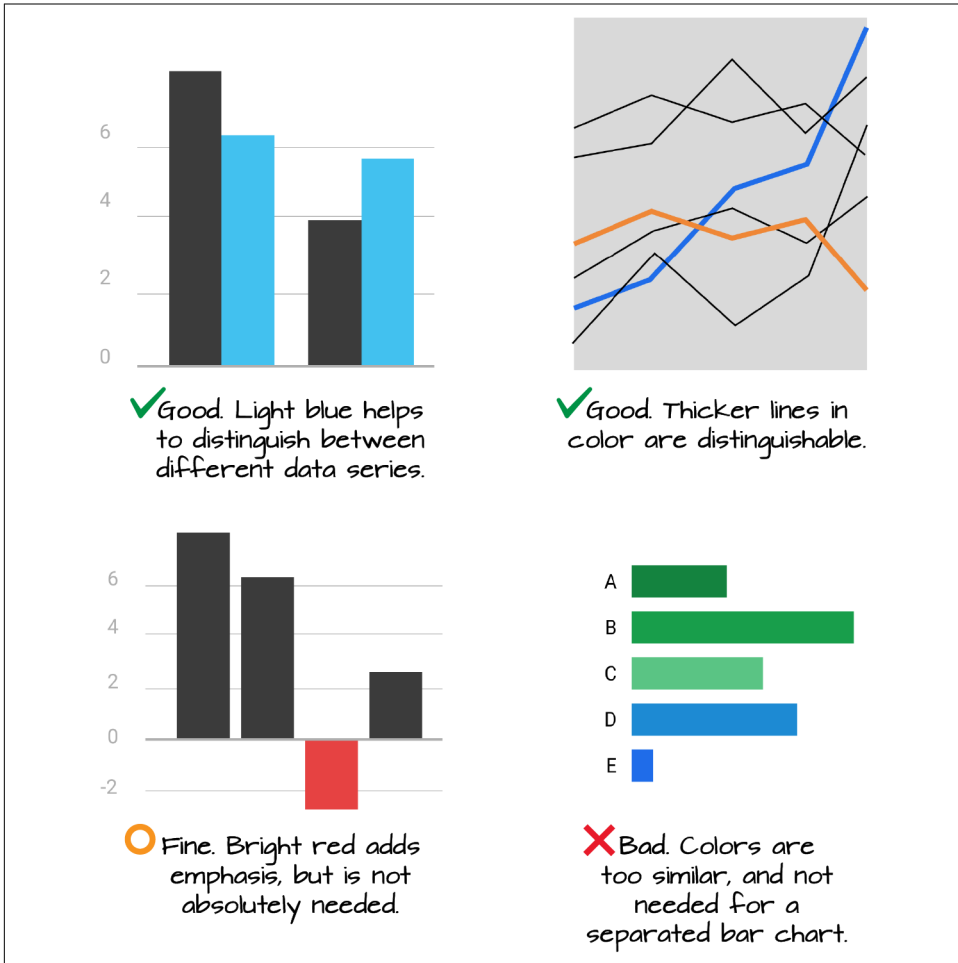 6
4
2
0
Good. Light blue helps
to distinguish between
different data series.
Good. Thicker lines in
color are distinguishable.
6
4
2
0
-2
Fine. Bright red adds
emphasis, but is not
absolutely needed.
A
B
C
D
E
Bad. Colors are
too similar, and not
needed for a
separated bar chart.